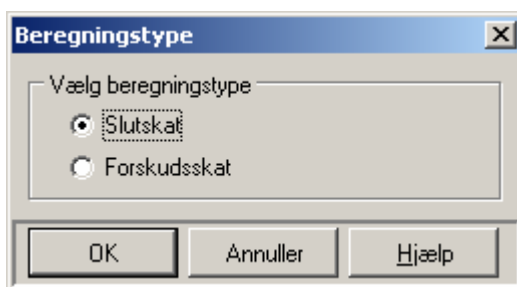 Beregningstype
Vælg beregningstype
Slutskat
Forskudsskat
OK Annuller Hjælp